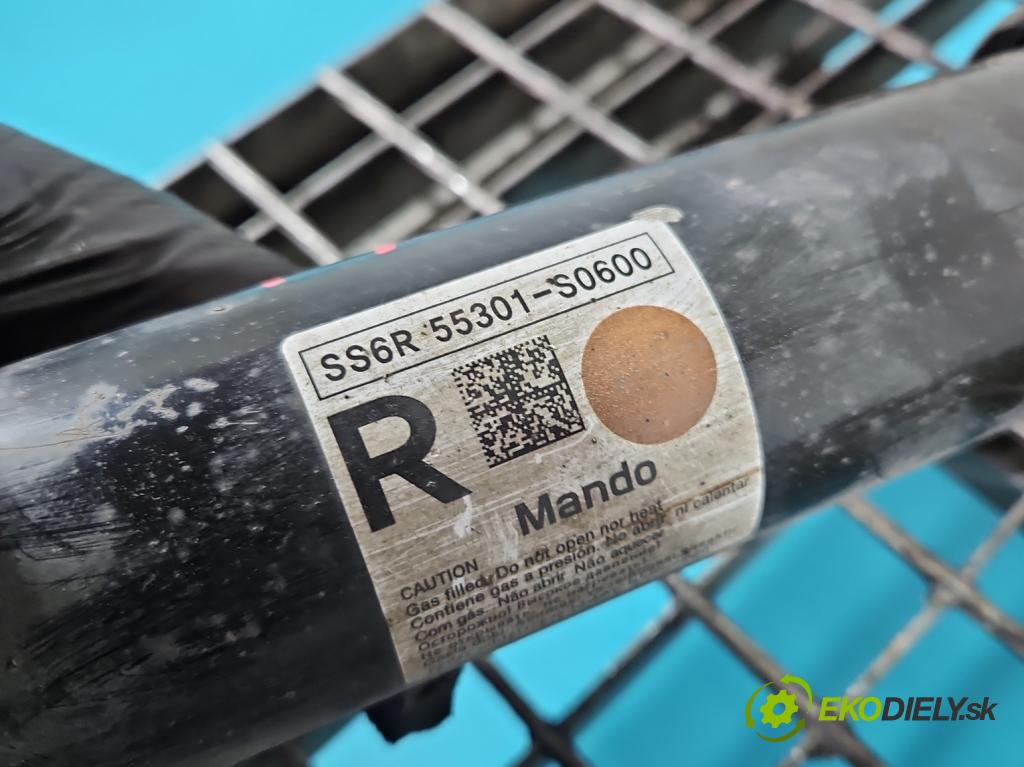 SS6R 55301-S0600
R
Mando
CAUTION
Gas filled, Do not open nor heat
Contiene gas a presión. No abrir, ni calentar
Com gás. Não abrir Não aquecer
EKODIELY.sk